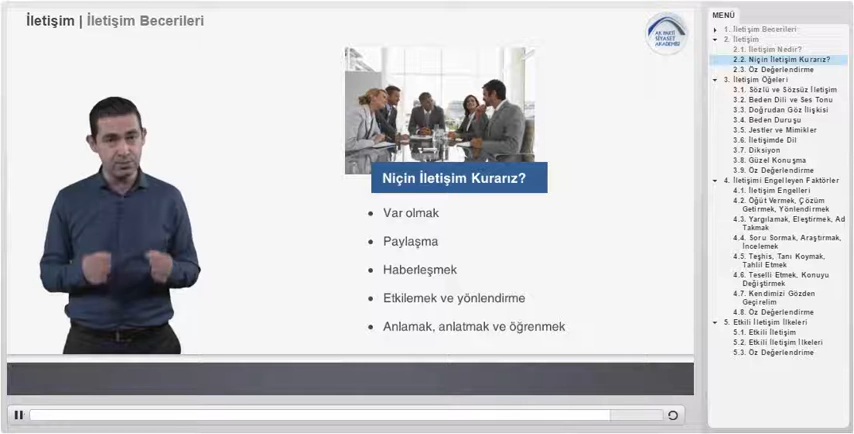 İletişim | İletişim Becerileri
AK PARTİ
SİYASET
AKADEMİSİ
Niçin İletişim Kurarız?
• Var olmak
• Paylaşma
• Haberleşmek
• Etkilemek ve yönlendirme
• Anlamak, anlatmak ve öğrenmek
MENÜ
1. İletişim Becerileri
2. İletişim
2.1. İletişim Nedir?
2.2. Niçin İletişim Kurarız?
2.3. Öz Değerlendirme
3. İletişim Öğeleri
3.1. Sözlü ve Sözsüz İletişim
3.2. Beden Dili ve Ses Tonu
3.3. Doğrudan Göz İlişkisi
3.4. Beden Duruşu
3.5. Jestler ve Mimikler
3.6. İletişimde Dil
3.7. Diksiyon
3.8. Güzel Konuşma
3.9. Öz Değerlendirme
4. İletişimi Engelleyen Faktörler
4.1. İletişim Engelleri
4.2. Öğüt Vermek, Çözüm
Getirmek, Yönlendirmek
4.3. Yargılamak, Eleştirmek, Ad
Takmak
4.4. Soru Sormak, Araştırmak,
İncelemek
4.5. Teşhis, Tanı Koymak,
Tahlil Etmek
4.6. Teselli Etmek, Konuyu
Değiştirmek
4.7. Kendimizi Gözden
Geçirelim
4.8. Öz Değerlendirme
5. Etkili İletişim İlkeleri
5.1. Etkili İletişim
5.2. Etkili İletişim İlkeleri
5.3. Öz Değerlendrime